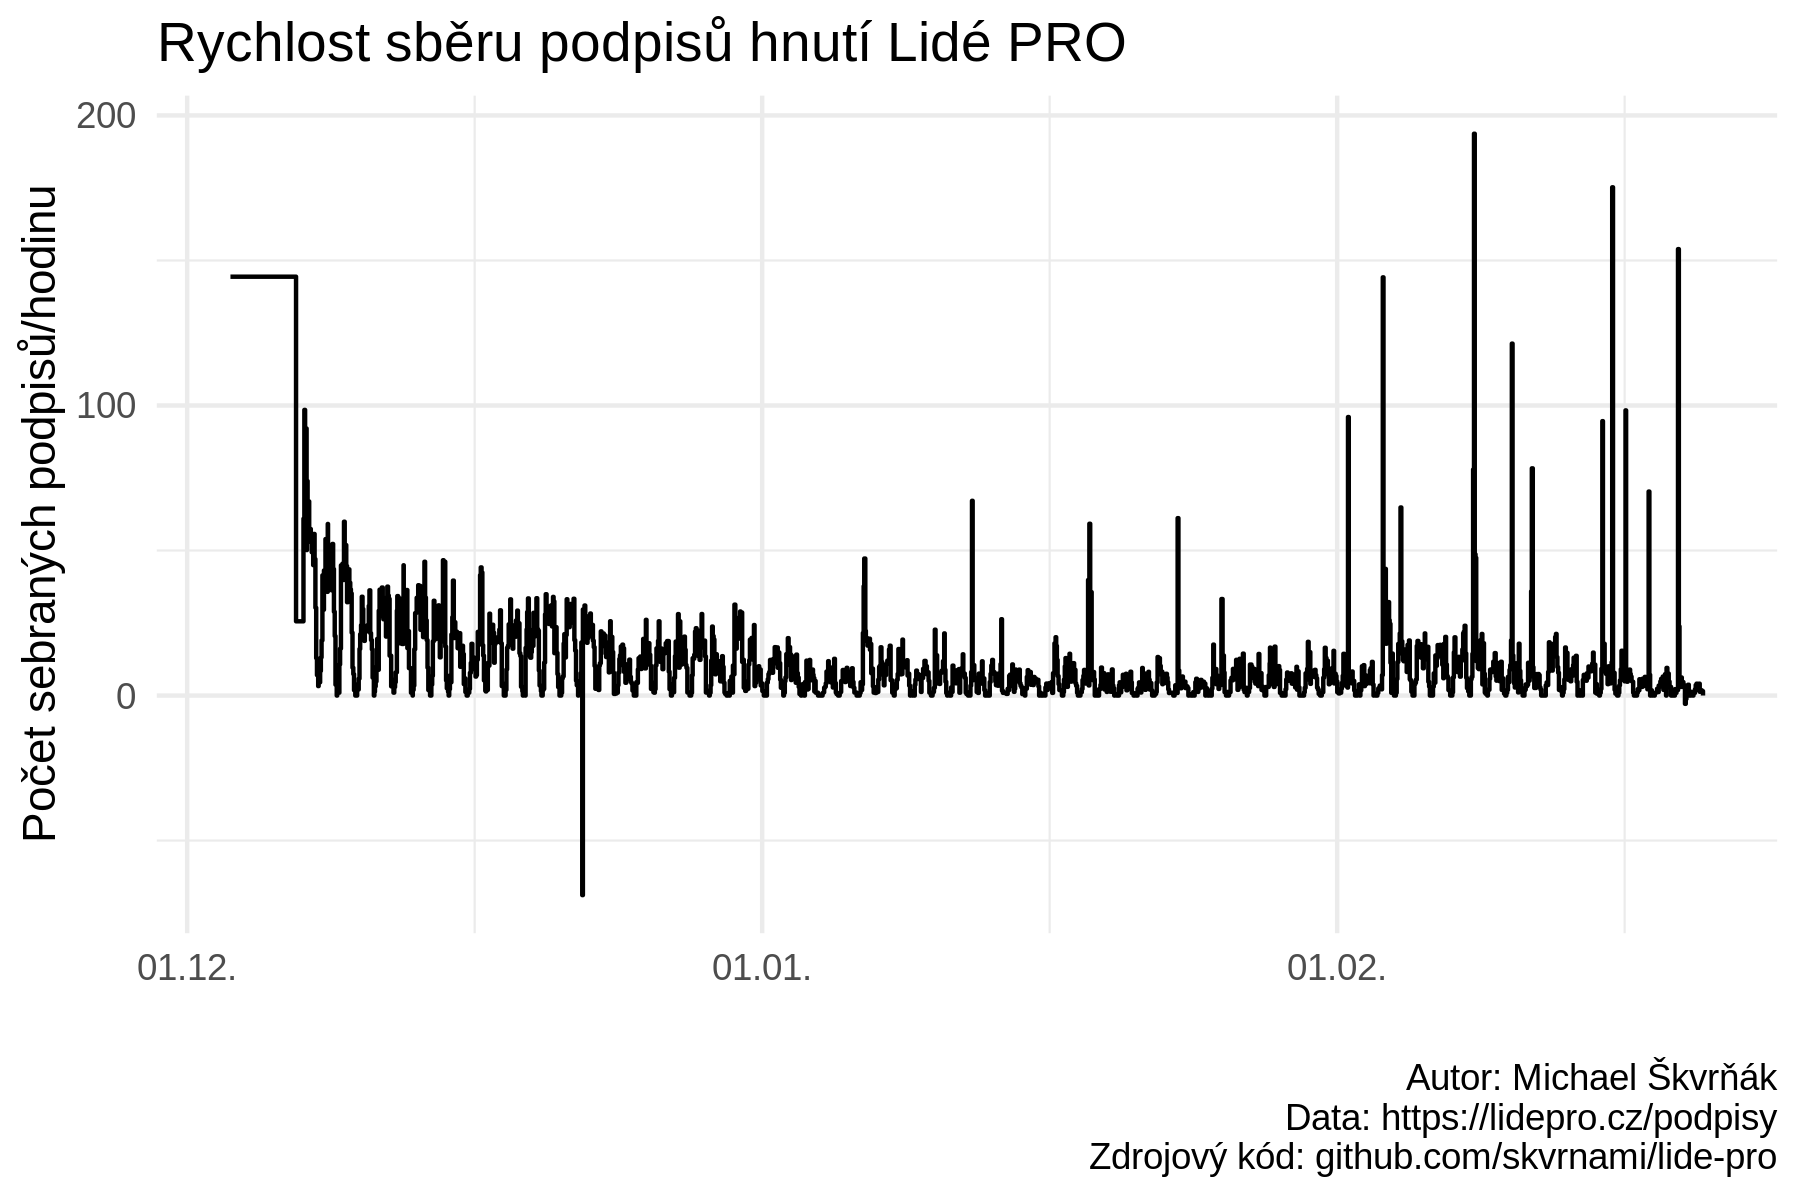 Rychlost sběru podpisů hnutí Lidé PRO
Počet sebraných podpisů/hodinu
200
100
0
01.12.
01.01.
01.02.
Autor: Michael Škvrňák
Data: https://lidepro.cz/podpisy
Zdrojový kód: github.com/skvrnami/lide-pro